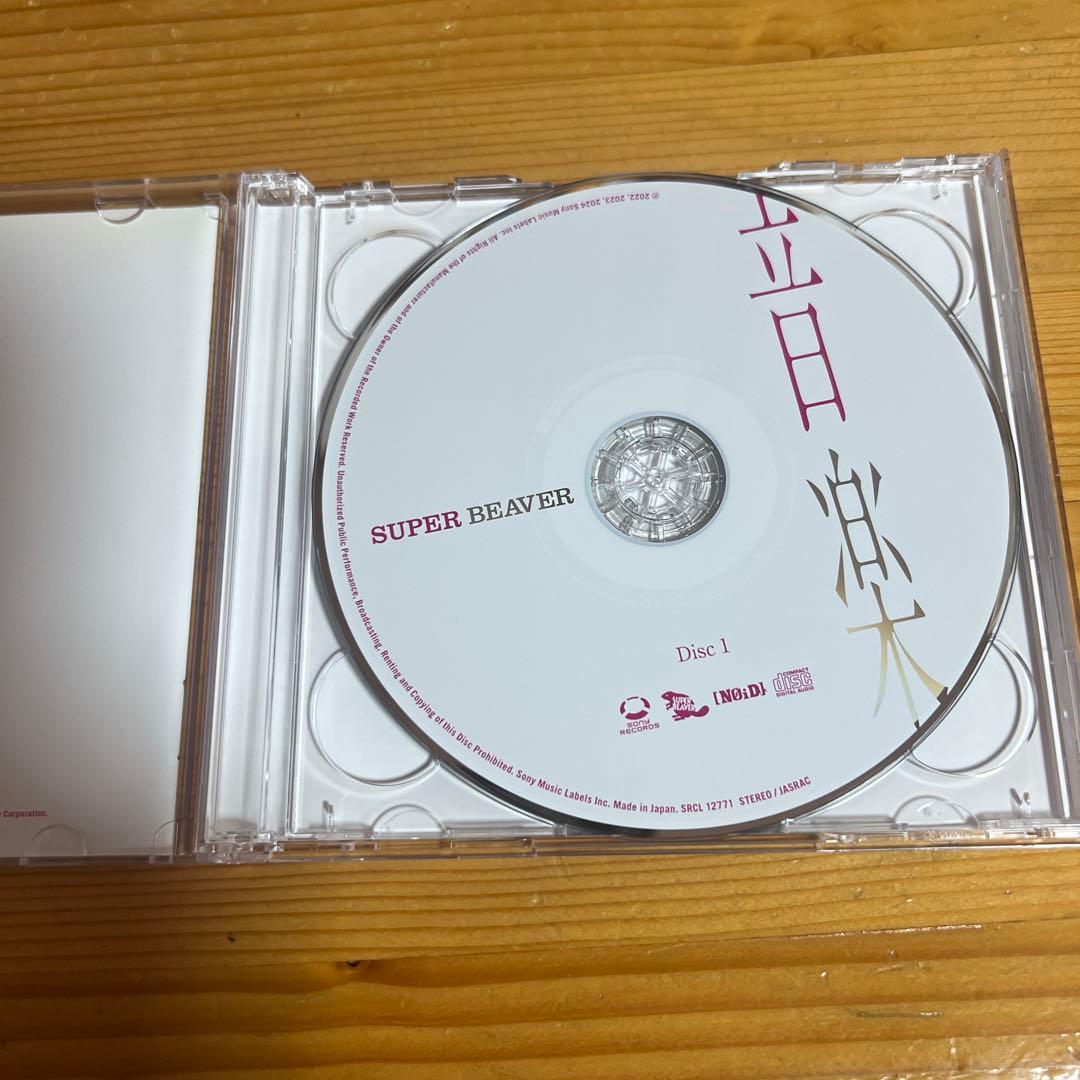 音楽
SUPER BEAVER
Disc 1
SONY
RECORDS
SUPER
BEAVER
[NOiD]
COMPACT
disc
DIGITAL AUDIO
℗ 2022, 2023, 2024 Sony Music Labels Inc. All Rights of the Manufacturer and of the Owner of the Recorded Work Reserved. Unauthorized Public Performance, Broadcasting, Renting and Copying of this Disc Prohibited. Sony Music Labels Inc. Made in Japan. SRCL 12771 STEREO / JASRAC
Corporation.